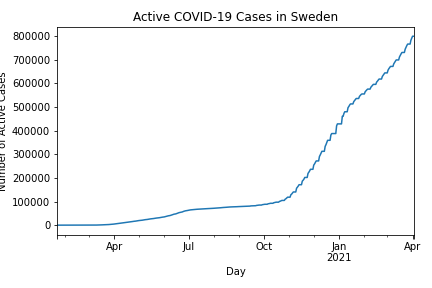 Active COVID-19 Cases in Sweden
800000
700000
600000
500000
400000
300000
200000
100000
0
Number of Active Cases
Apr
Jul
Oct
Jan
2021
Apr
Day